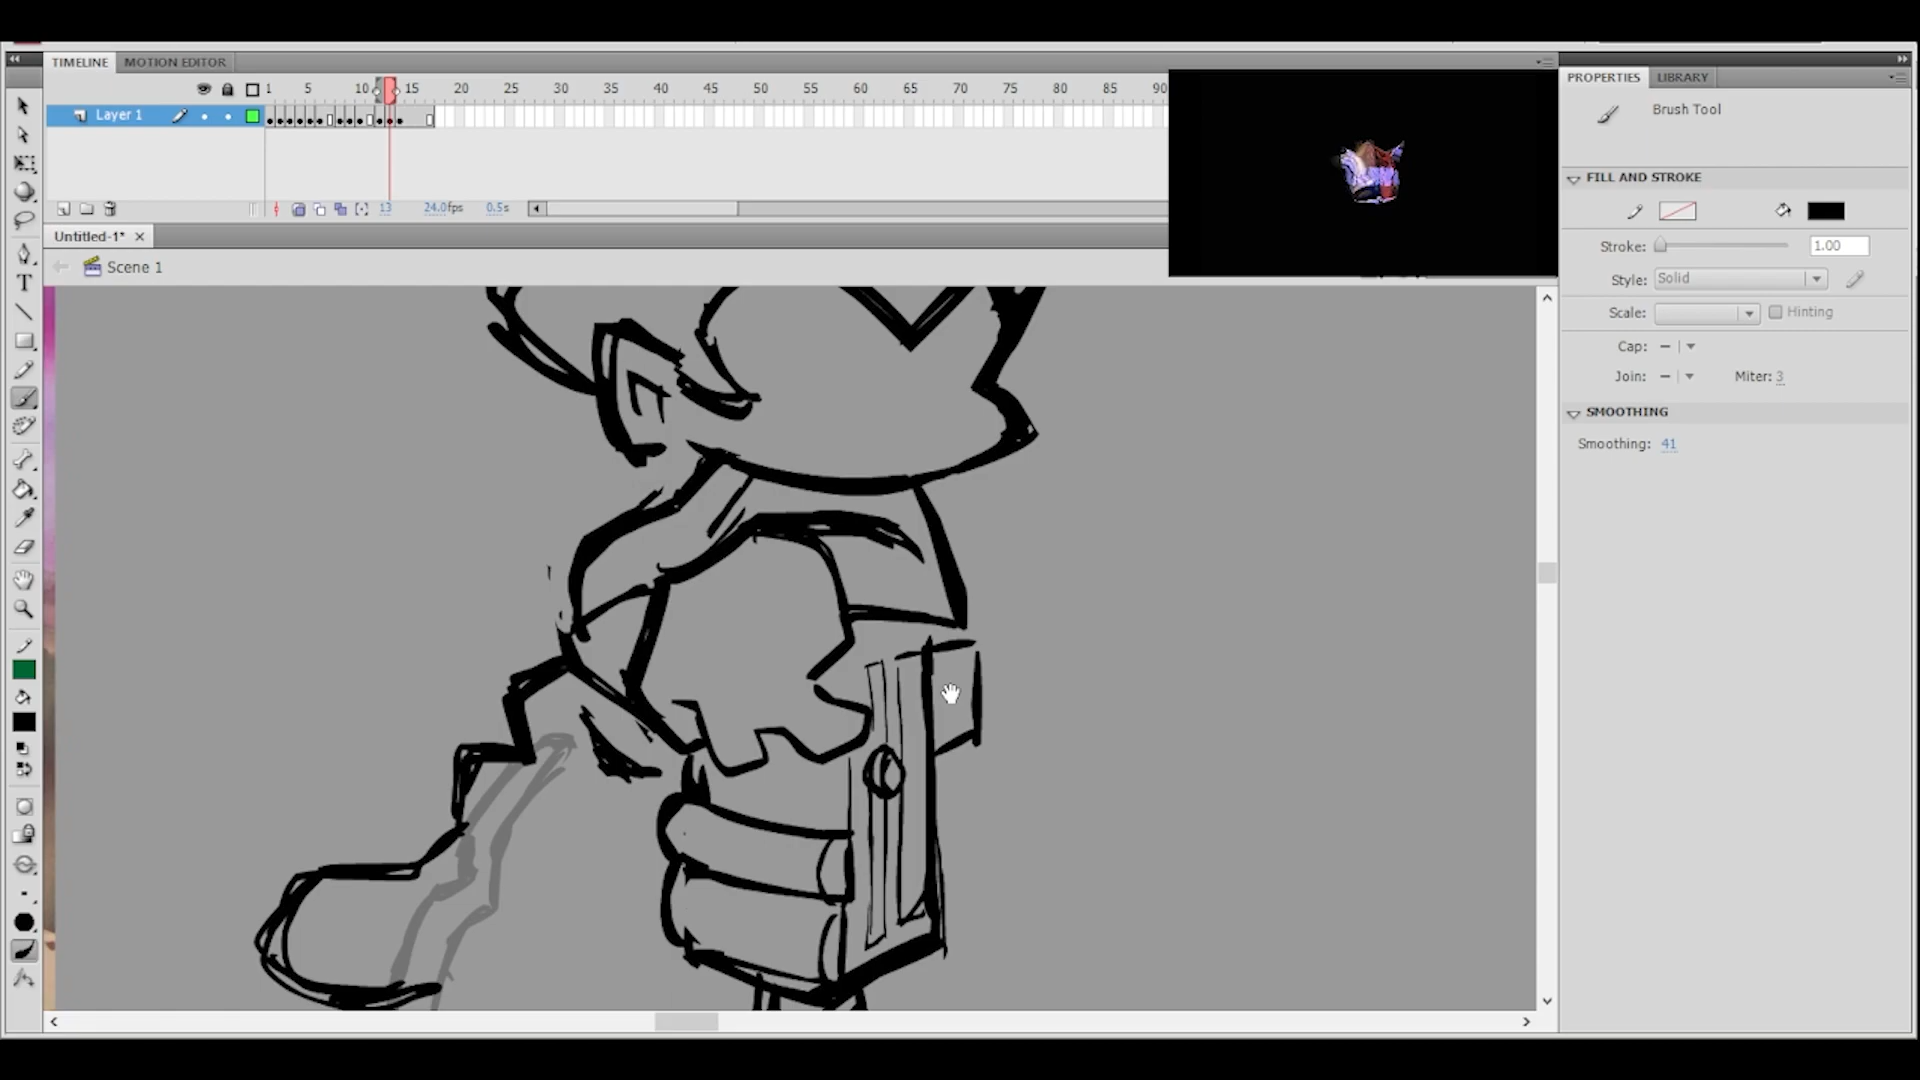 TIMELINE MOTION EDITOR
PROPERTIES LIBRARY
1 5 10 15 20 25 30 35 40 45 50 55 60 65 70 75 80 85 90
Layer 1
Brush Tool
FILL AND STROKE
13 24.0fps 0.5s
Untitled-1*
Stroke: 1.00
Scene 1
Style: Solid
Scale: Hinting
Cap:
Join: Miter: 3
SMOOTHING
Smoothing: 41